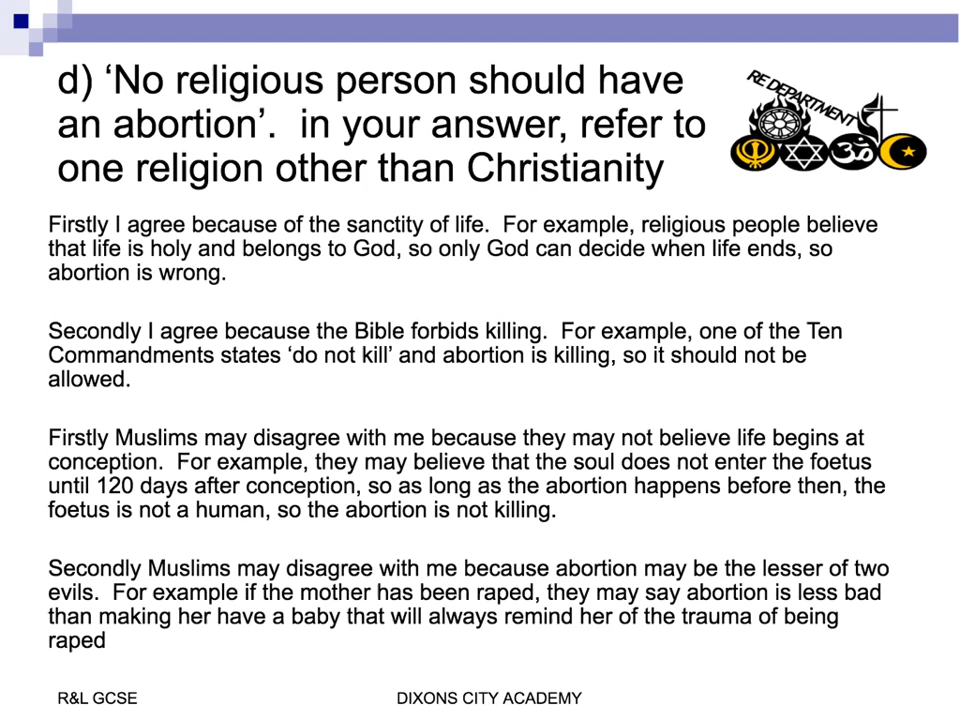 RE DEPARTMENT
d) ‘No religious person should have
an abortion’.  in your answer, refer to
one religion other than Christianity
Firstly I agree because of the sanctity of life.  For example, religious people believe
that life is holy and belongs to God, so only God can decide when life ends, so
abortion is wrong.
Secondly I agree because the Bible forbids killing.  For example, one of the Ten
Commandments states ‘do not kill’ and abortion is killing, so it should not be
allowed.
Firstly Muslims may disagree with me because they may not believe life begins at
conception.  For example, they may believe that the soul does not enter the foetus
until 120 days after conception, so as long as the abortion happens before then, the
foetus is not a human, so the abortion is not killing.
Secondly Muslims may disagree with me because abortion may be the lesser of two
evils.  For example if the mother has been raped, they may say abortion is less bad
than making her have a baby that will always remind her of the trauma of being
raped
R&L GCSE
DIXONS CITY ACADEMY